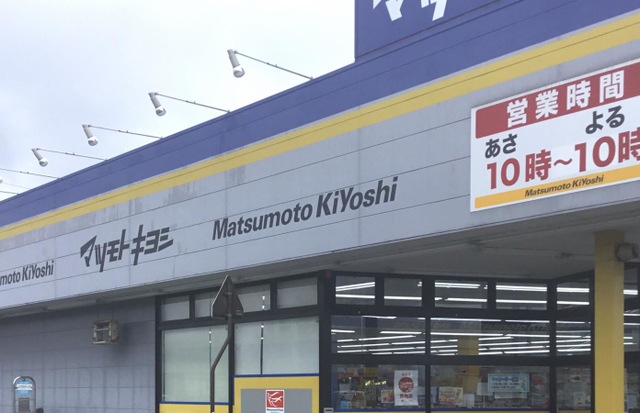 営業時間
あさ よる
10時~10時
Matsumoto KiYoshi
moto KiYoshi
マツモトキヨシ
Matsumoto KiYoshi